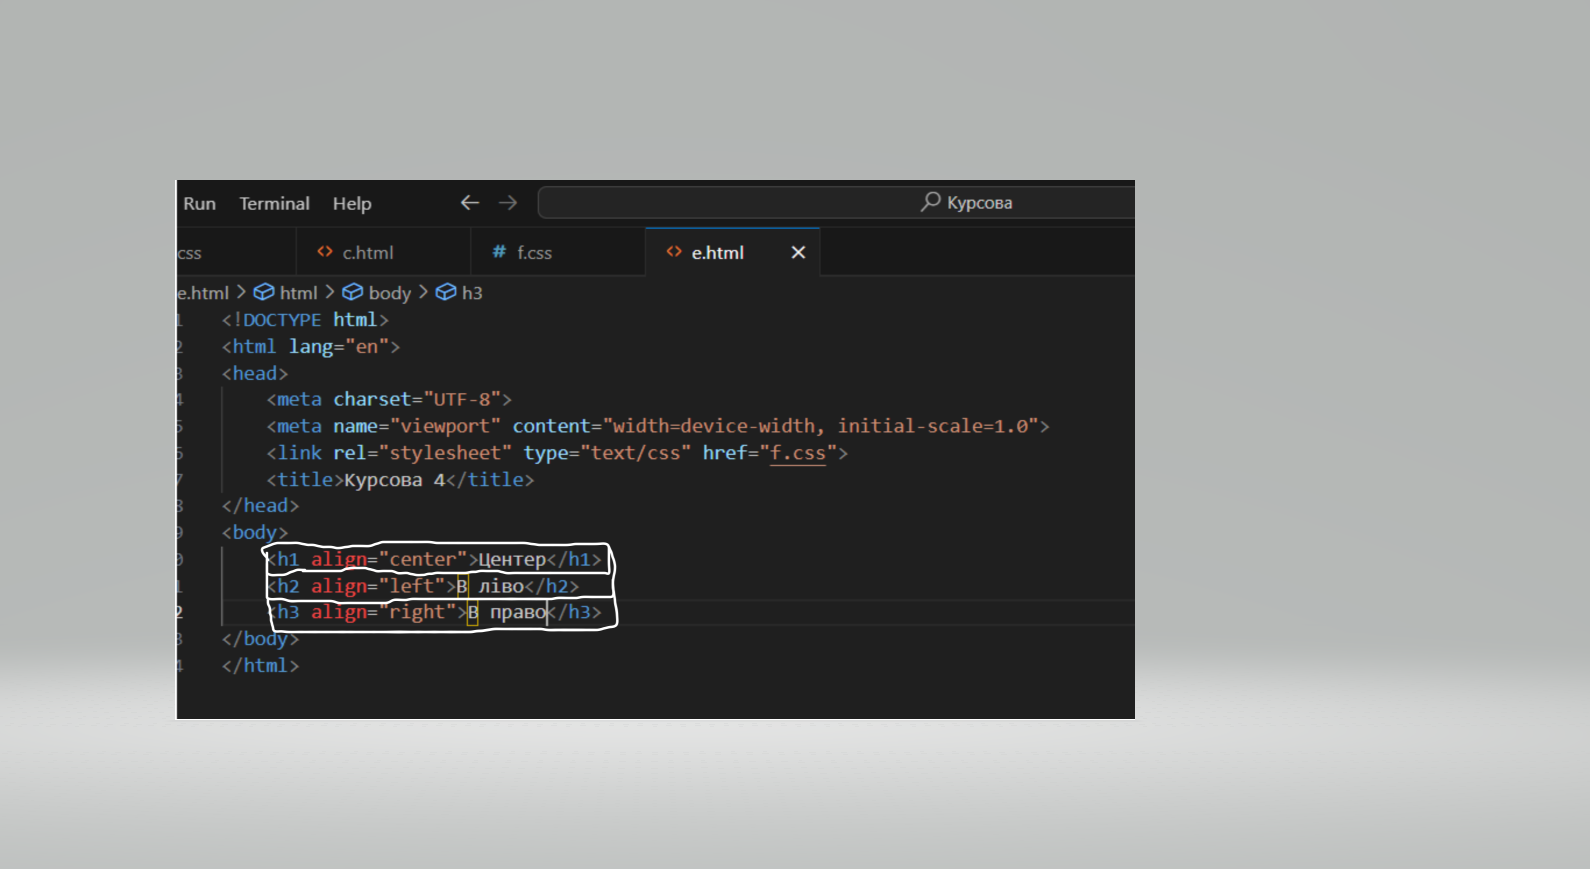 Run Terminal Help Курсова
css c.html # f.css e.html
e.html > html > body > h3
1 <!DOCTYPE html>
2 <html lang="en">
3 <head>
4 <meta charset="UTF-8">
5 <meta name="viewport" content="width=device-width, initial-scale=1.0">
6 <link rel="stylesheet" type="text/css" href="f.css">
7 <title>Курсова 4</title>
8 </head>
9 <body>
0 <h1 align="center">Центер</h1>
1 <h2 align="left">В ліво</h2>
2 <h3 align="right">В право</h3>
3 </body>
4 </html>